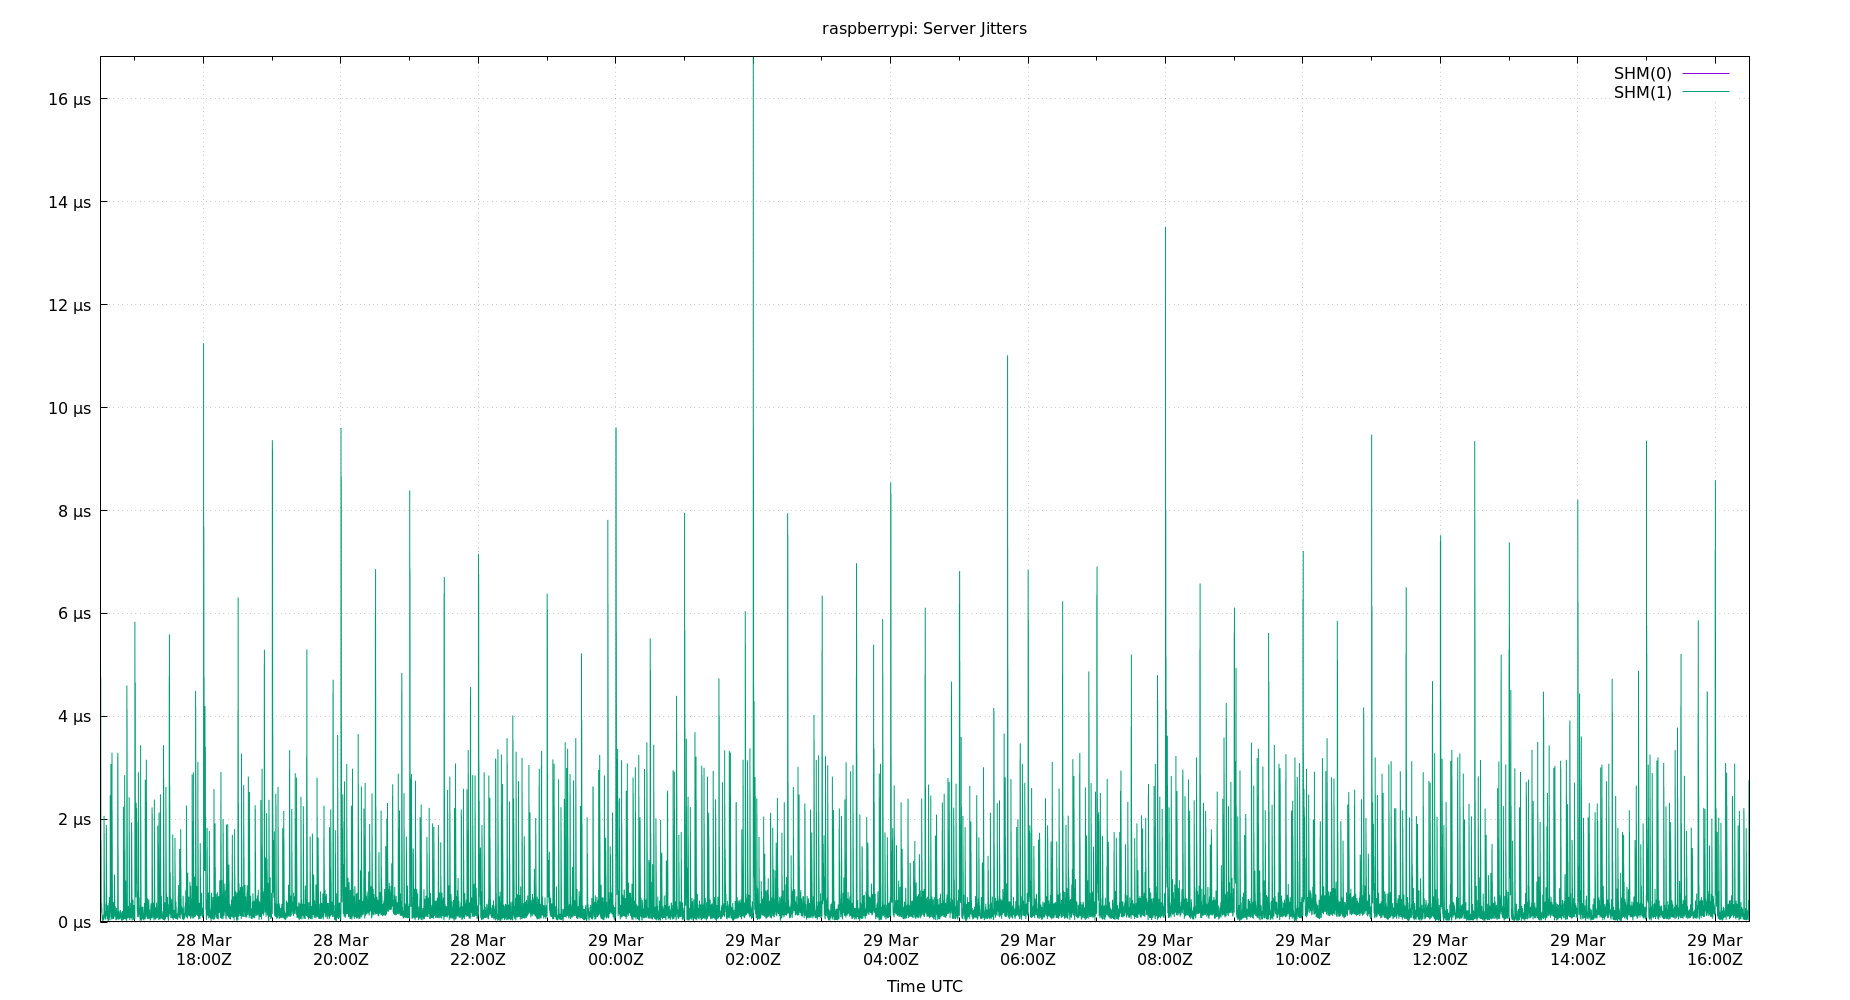 raspberrypi: Server Jitters
SHM(0)
SHM(1)
16 μs
14 μs
12 μs
10 μs
8 μs
6 μs
4 μs
2 μs
0 μs
28 Mar 28 Mar 28 Mar 29 Mar 29 Mar 29 Mar 29 Mar 29 Mar 29 Mar 29 Mar 29 Mar 29 Mar
18:00Z 20:00Z 22:00Z 00:00Z 02:00Z 04:00Z 06:00Z 08:00Z 10:00Z 12:00Z 14:00Z 16:00Z
Time UTC